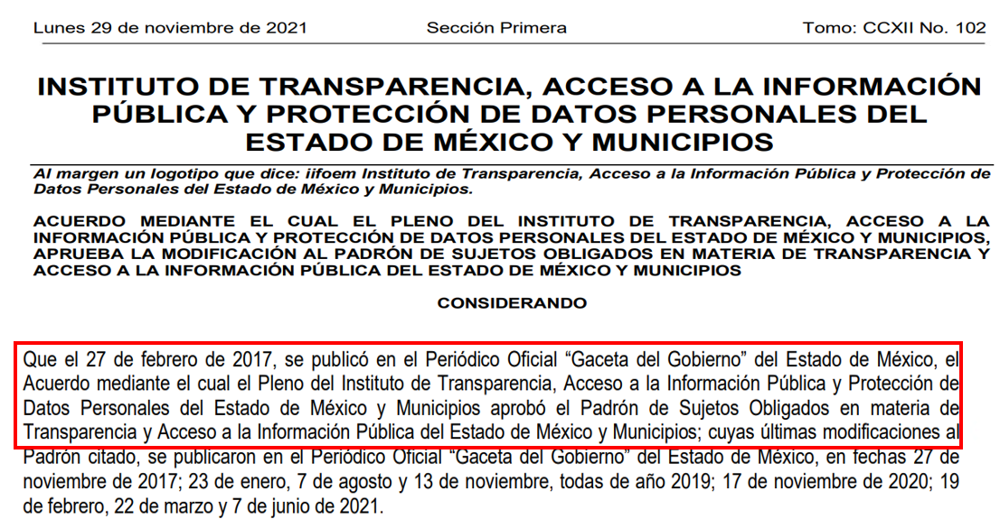 Lunes 29 de noviembre de 2021 Sección Primera Tomo: CCXII No. 102
INSTITUTO DE TRANSPARENCIA, ACCESO A LA INFORMACIÓN
PÚBLICA Y PROTECCIÓN DE DATOS PERSONALES DEL
ESTADO DE MÉXICO Y MUNICIPIOS
Al margen un logotipo que dice: iifoem Instituto de Transparencia, Acceso a la Información Pública y Protección de
Datos Personales del Estado de México y Municipios.
ACUERDO MEDIANTE EL CUAL EL PLENO DEL INSTITUTO DE TRANSPARENCIA, ACCESO A LA
INFORMACIÓN PÚBLICA Y PROTECCIÓN DE DATOS PERSONALES DEL ESTADO DE MÉXICO Y MUNICIPIOS,
APRUEBA LA MODIFICACIÓN AL PADRÓN DE SUJETOS OBLIGADOS EN MATERIA DE TRANSPARENCIA Y
ACCESO A LA INFORMACIÓN PÚBLICA DEL ESTADO DE MÉXICO Y MUNICIPIOS
CONSIDERANDO
Que el 27 de febrero de 2017, se publicó en el Periódico Oficial “Gaceta del Gobierno” del Estado de México, el
Acuerdo mediante el cual el Pleno del Instituto de Transparencia, Acceso a la Información Pública y Protección de
Datos Personales del Estado de México y Municipios aprobó el Padrón de Sujetos Obligados en materia de
Transparencia y Acceso a la Información Pública del Estado de México y Municipios; cuyas últimas modificaciones al
Padrón citado, se publicaron en el Periódico Oficial “Gaceta del Gobierno” del Estado de México, en fechas 27 de
noviembre de 2017; 23 de enero, 7 de agosto y 13 de noviembre, todas de año 2019; 17 de noviembre de 2020; 19
de febrero, 22 de marzo y 7 de junio de 2021.